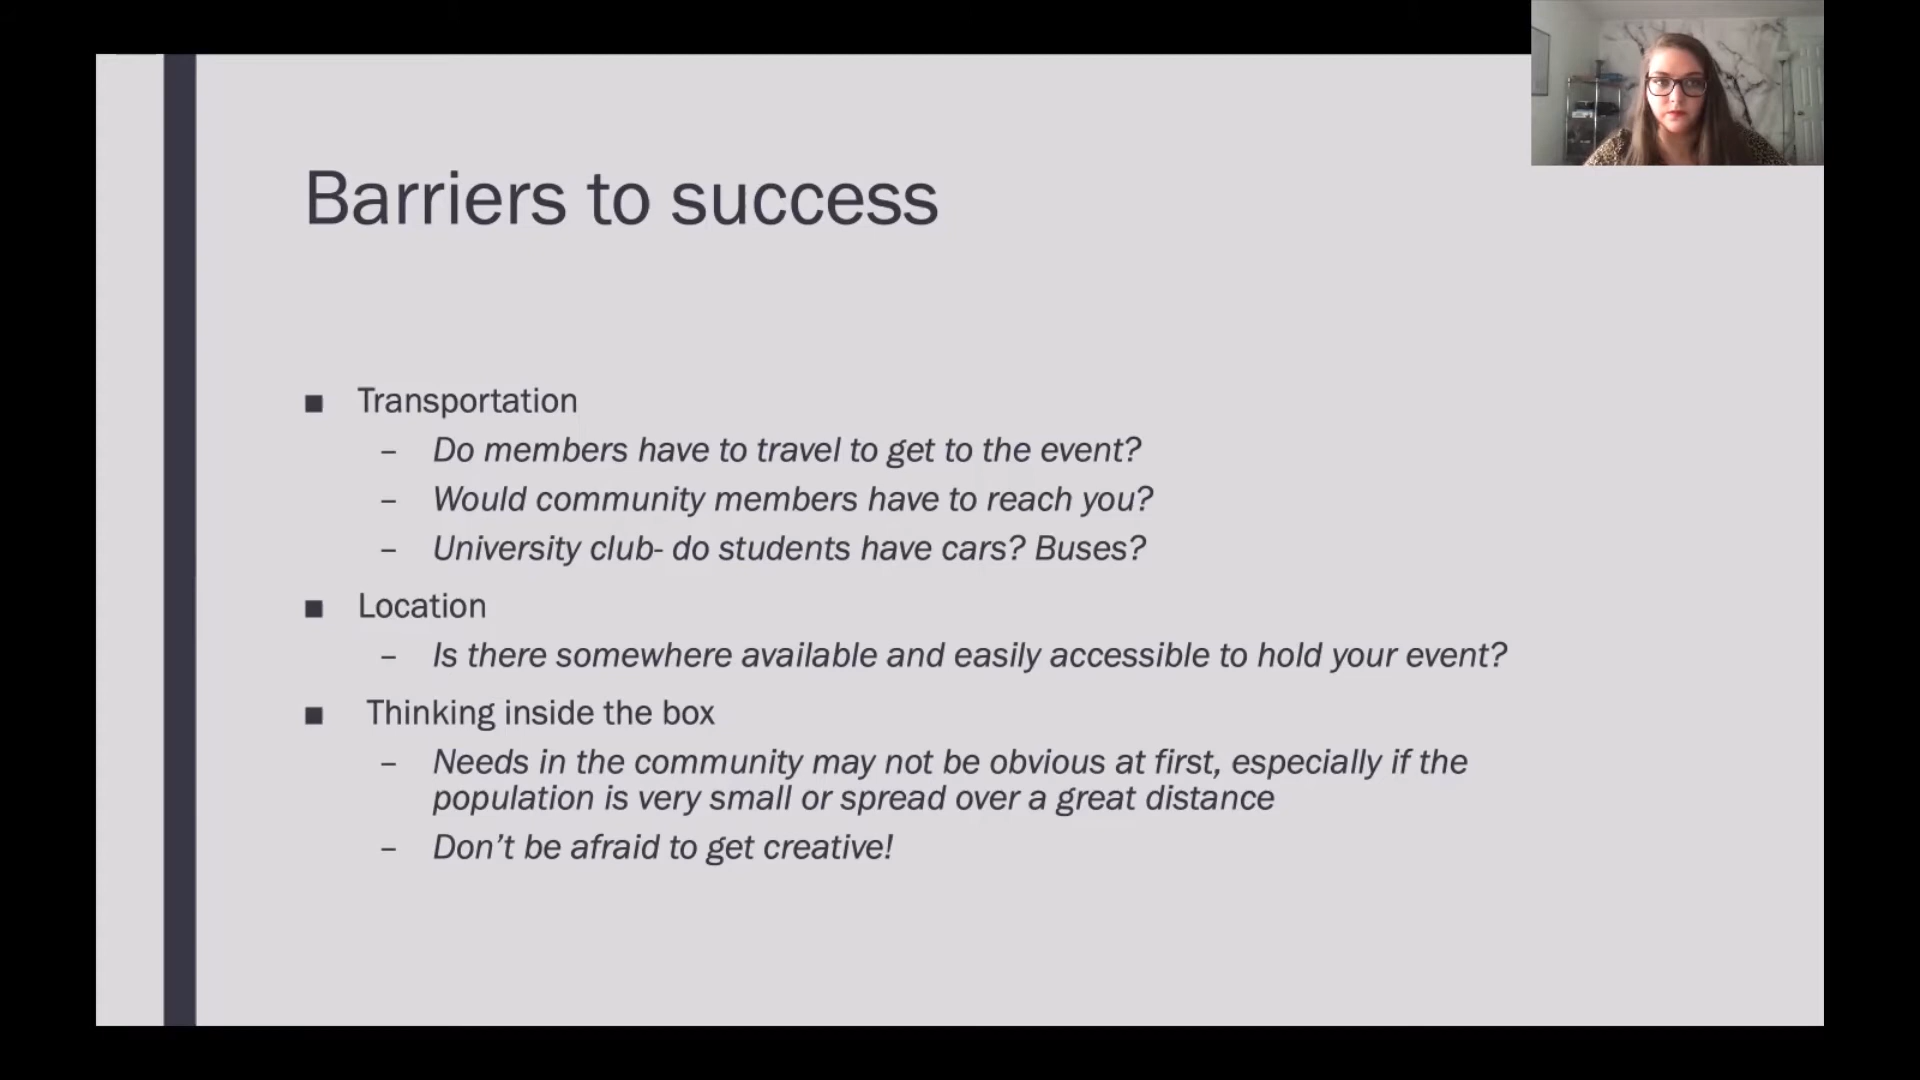 Barriers to success
■ Transportation
– Do members have to travel to get to the event?
– Would community members have to reach you?
– University club- do students have cars? Buses?
■ Location
– Is there somewhere available and easily accessible to hold your event?
■ Thinking inside the box
– Needs in the community may not be obvious at first, especially if the
population is very small or spread over a great distance
– Don’t be afraid to get creative!